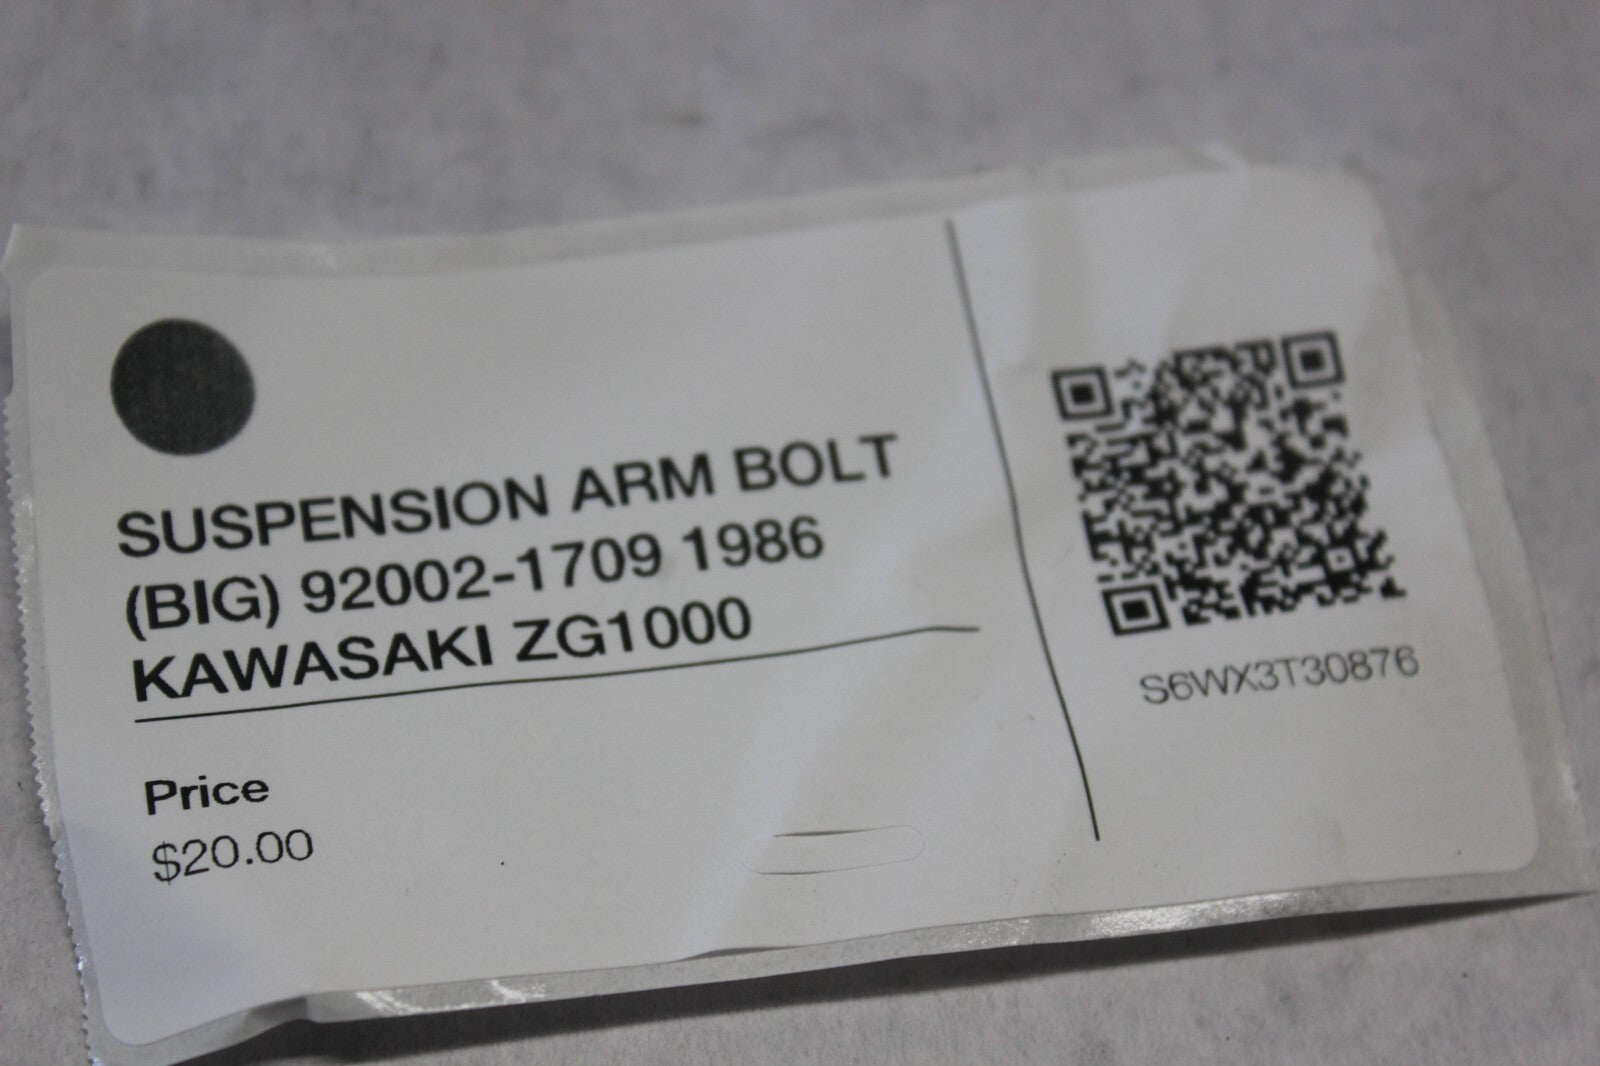 SUSPENSION ARM BOLT
(BIG) 92002-1709 1986
KAWASAKI ZG1000
Price
$20.00
S6WX3T30876